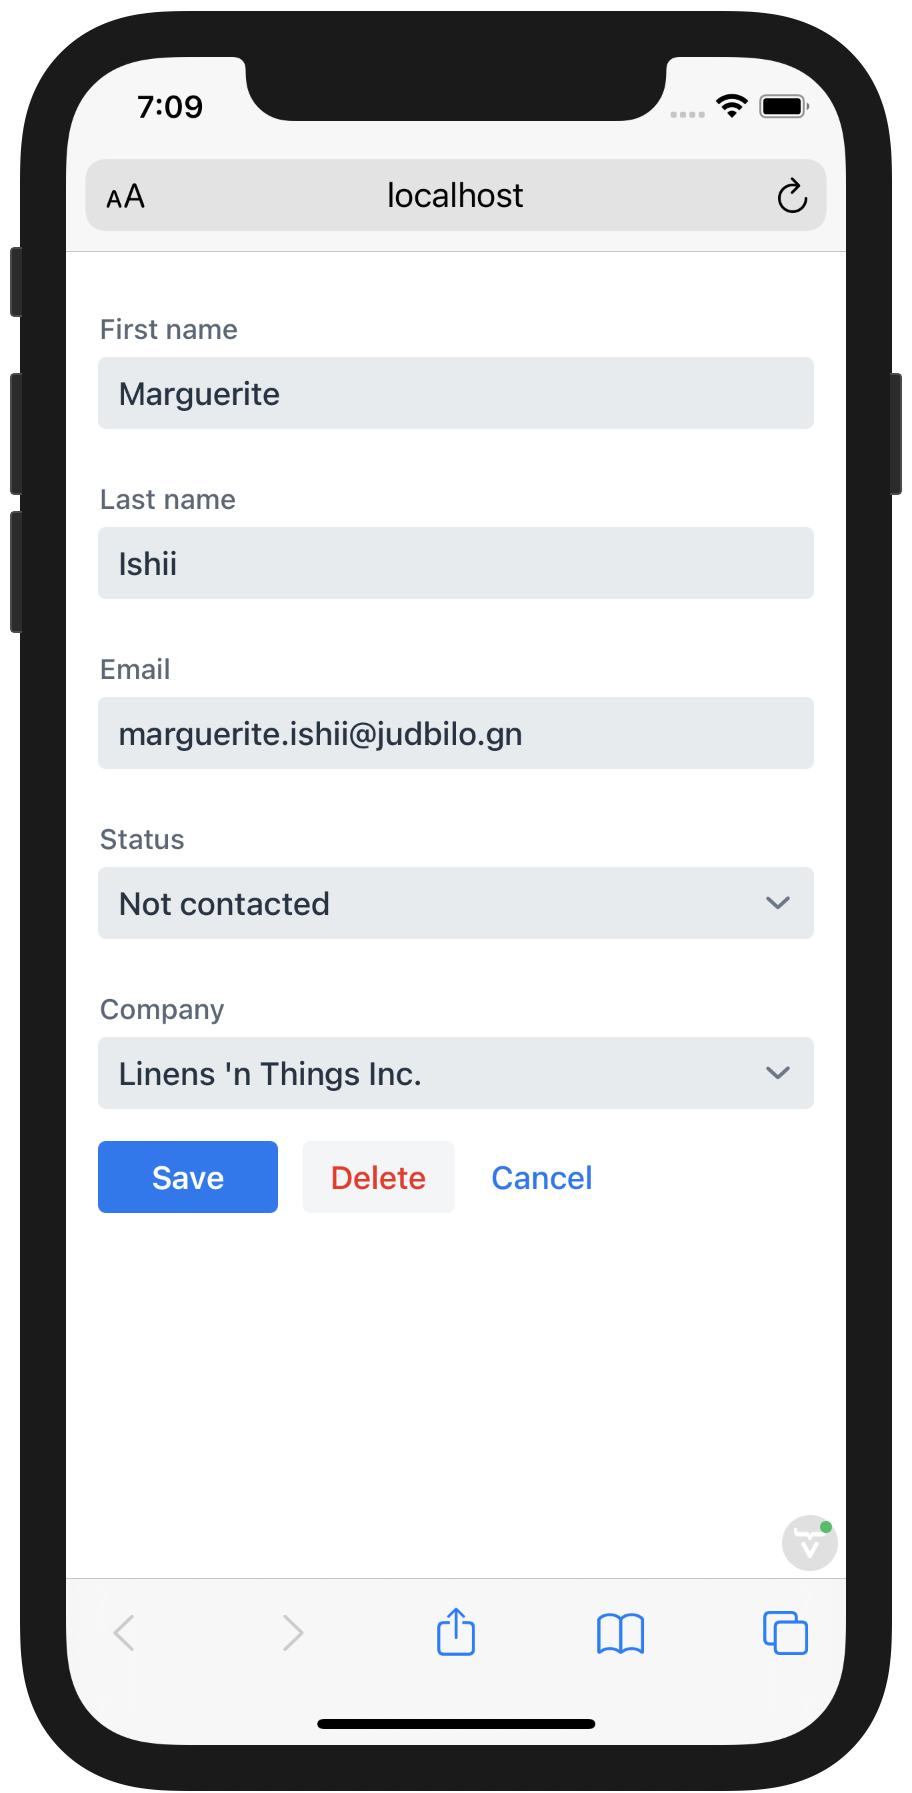 7:09
AA localhost
First name
Marguerite
Last name
Ishii
Email
marguerite.ishii@judbilo.gn
Status
Not contacted
Company
Linens 'n Things Inc.
Save Delete Cancel